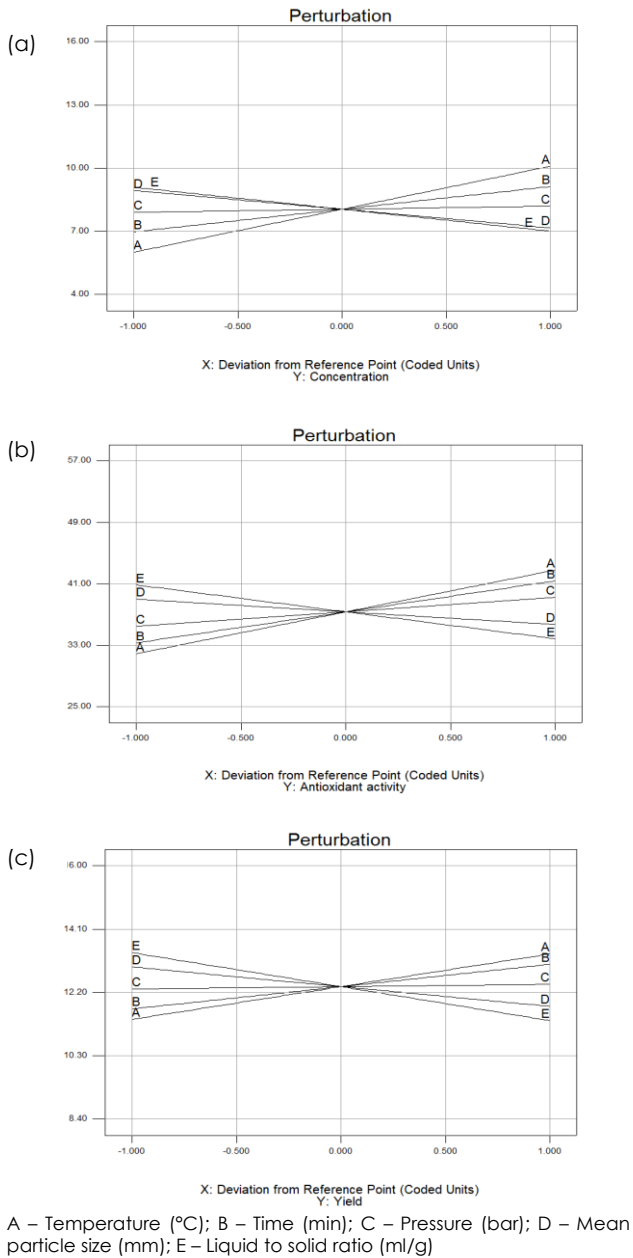 (a)
Perturbation
16.00
13.00
10.00
7.00
4.00
D E
C
B
A
A
B
C
E D
-1.000 -0.500 0.000 0.500 1.000
X: Deviation from Reference Point (Coded Units)
Y: Concentration
(b)
Perturbation
57.00
49.00
41.00
33.00
25.00
E
D
C
B
A
A
B
C
D
E
-1.000 -0.500 0.000 0.500 1.000
X: Deviation from Reference Point (Coded Units)
Y: Antioxidant activity
(c)
Perturbation
16.00
14.10
12.20
10.30
8.40
E
D
C
B
A
A
B
C
D
E
-1.000 -0.500 0.000 0.500 1.000
X: Deviation from Reference Point (Coded Units)
Y: Yield
A – Temperature (°C); B – Time (min); C – Pressure (bar); D – Mean
particle size (mm); E – Liquid to solid ratio (ml/g)